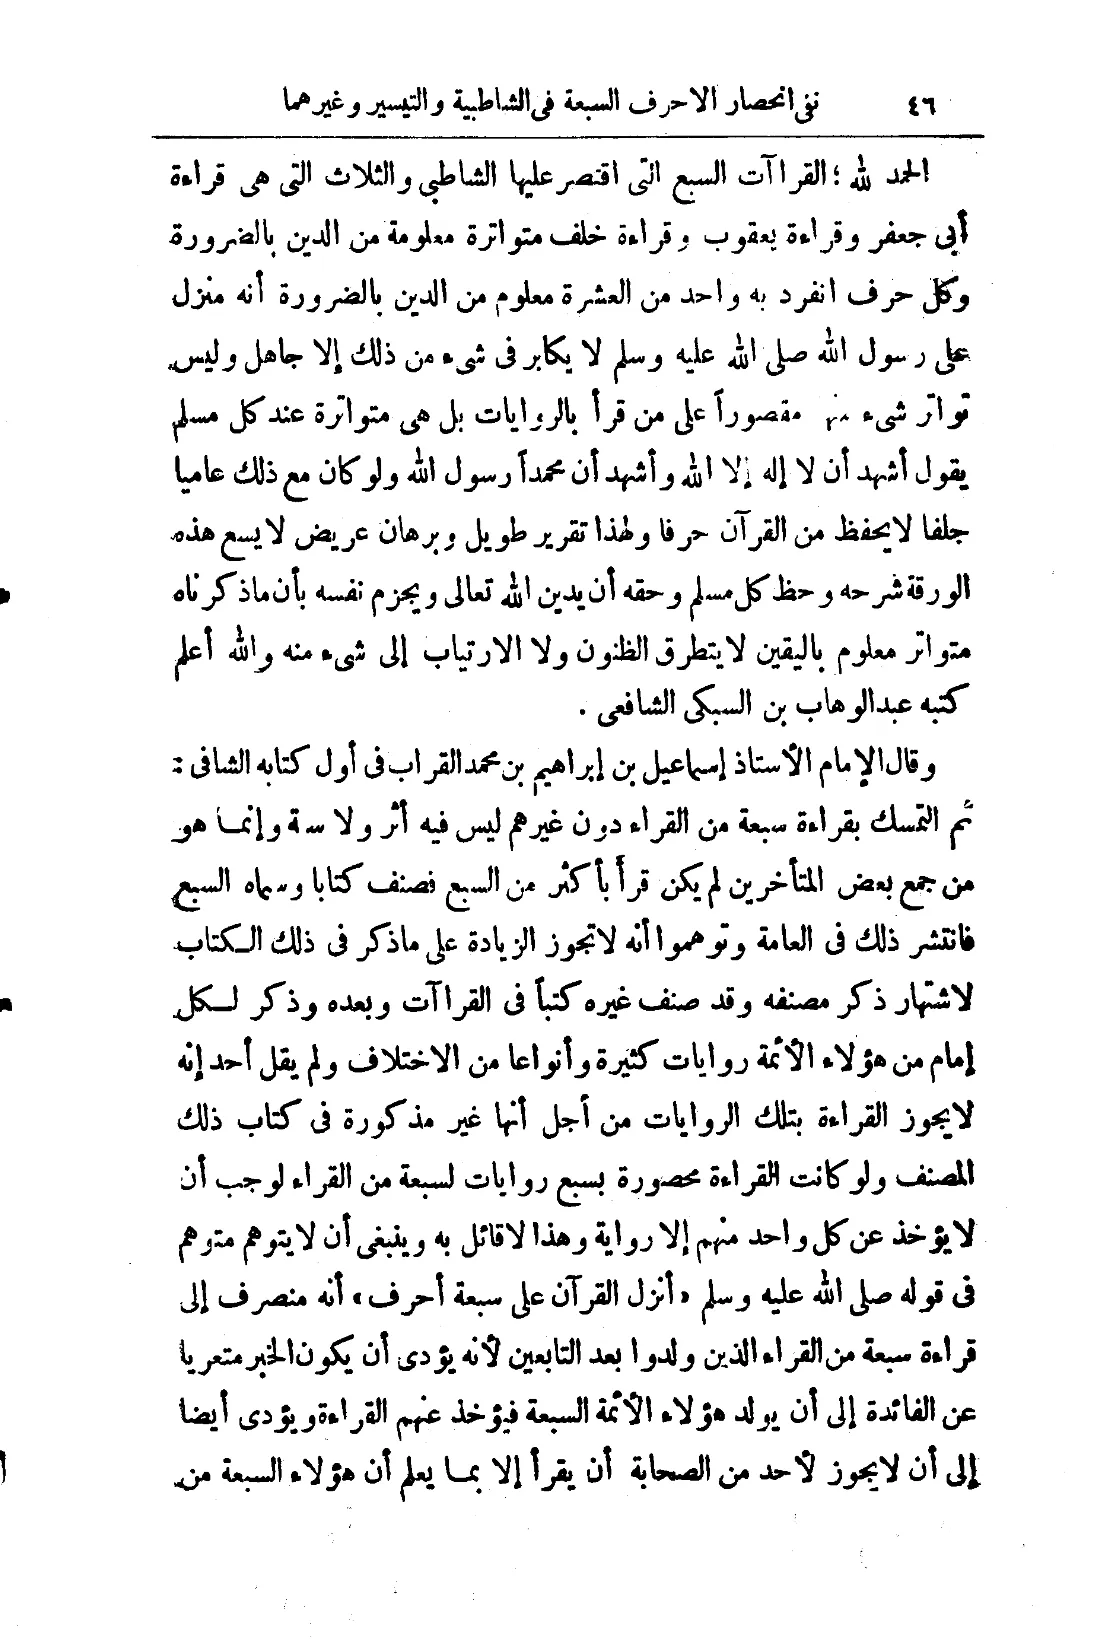 ٤٦ نفى انحصار الاحرف السبعة فى الشاطبية والتيسير وغيرهما
الحمد لله ؛ القراآت السبع التى اقتصر عليها الشاطبي والثلاث التى هى قراءة
أبى جعفر وقراءة يعقوب وقراءة خلف متواترة معلومة من الدين بالضرورة
وكل حرف انفرد به واحد من العشرة معلوم من الدين بالضرورة أنه منزل
على رسول الله صلى الله عليه وسلم لا يكابر فى شىء من ذلك إلا جاهل وليس
تواتر شىء منها مقصوراً على من قرأ بالروايات بل هى متواترة عند كل مسلم
يقول أشهد أن لا إله إلا الله وأشهد أن محمداً رسول الله ولو كان مع ذلك عاميا
جلفا لا يحفظ من القرآن حرفا ولهذا تقرير طويل وبرهان عريض لا يسع هذه
الورقة شرحه وحظ كل مسلم وحقه أن يدين الله تعالى ويجزم نفسه بأن ماذكرناه
متواتر معلوم باليقين لا يتطرق الظنون ولا الارتياب إلى شىء منه والله أعلم
كتبه عبدالوهاب بن السبكى الشافعى .
وقال الإمام الأستاذ إسماعيل بن إبراهيم بن محمد القراب فى أول كتابه الشافى :
ثم التمسك بقراءة سبعة من القراء دون غيرهم ليس فيه أثر ولا سنة وإنما هو
من جمع بعض المتأخرين لم يكن قرأ بأكثر من السبع فصنف كتابا وسماه السبع
فانتشر ذلك فى العامة وتوهموا أنه لا تجوز الزيادة على ماذكر فى ذلك الكتاب
لاشتهار ذكر مصنفه وقد صنف غيره كتباً فى القراآت وبعده وذكر لكل
إمام من هؤلاء الأئمة روايات كثيرة وأنواعا من الاختلاف ولم يقل أحد إنه
لا يجوز القراءة بتلك الروايات من أجل أنها غير مذكورة فى كتاب ذلك
المصنف ولو كانت القراءة محصورة بسبع روايات لسبعة من القراء لوجب أن
لا يؤخذ عن كل واحد منهم إلا رواية وهذا لا قائل به وينبغى أن لا يتوهم متوهم
فى قوله صلى الله عليه وسلم «أنزل القرآن على سبعة أحرف» أنه منصرف إلى
قراءة سبعة من القراء الذين ولدوا بعد التابعين لأنه يؤدى أن يكون الخبر متعريا
عن الفائدة إلى أن يولد هؤلاء الأئمة السبعة فيؤخذ عنهم القراءة ويؤدى أيضا
إلى أن لا يجوز لأحد من الصحابة أن يقرأ إلا بما يعلم أن هؤلاء السبعة من